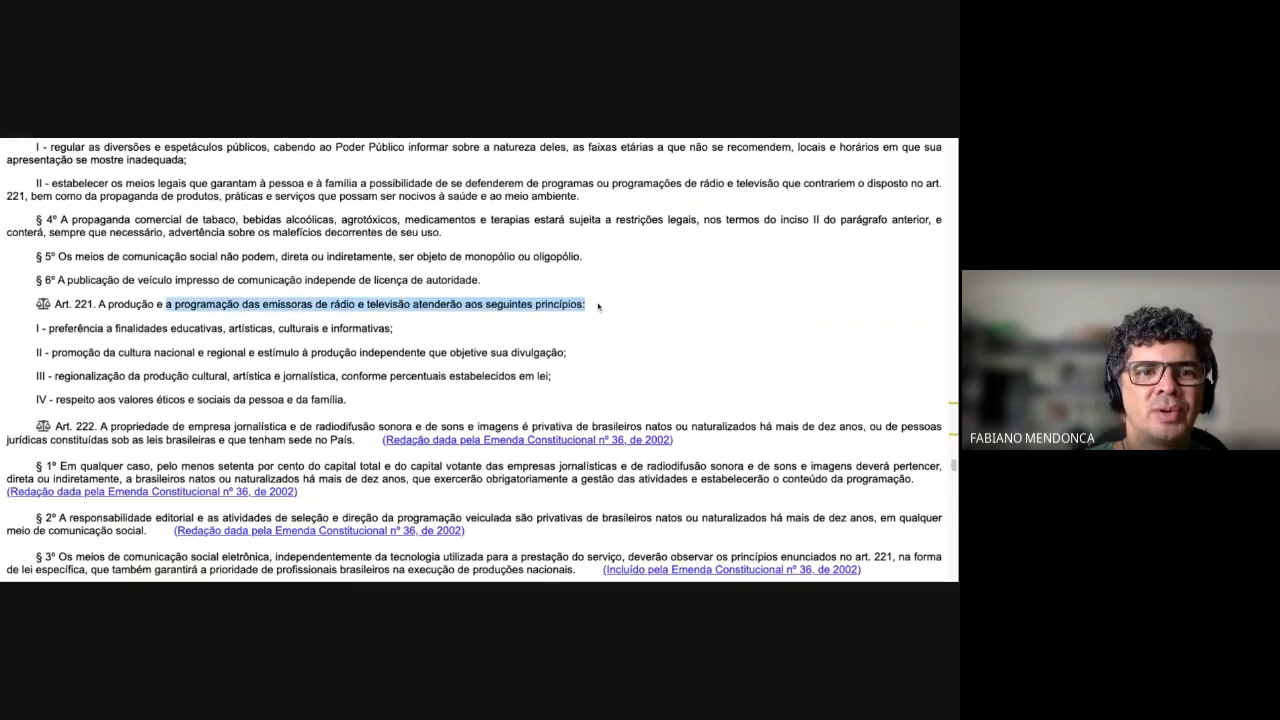 I - regular as diversões e espetáculos públicos, cabendo ao Poder Público informar sobre a natureza deles, as faixas etárias a que não se recomendem, locais e horários em que sua
apresentação se mostre inadequada;
II - estabelecer os meios legais que garantam à pessoa e à família a possibilidade de se defenderem de programas ou programações de rádio e televisão que contrariem o disposto no art.
221, bem como da propaganda de produtos, práticas e serviços que possam ser nocivos à saúde e ao meio ambiente.
§ 4º A propaganda comercial de tabaco, bebidas alcoólicas, agrotóxicos, medicamentos e terapias estará sujeita a restrições legais, nos termos do inciso II do parágrafo anterior, e
conterá, sempre que necessário, advertência sobre os malefícios decorrentes de seu uso.
§ 5º Os meios de comunicação social não podem, direta ou indiretamente, ser objeto de monopólio ou oligopólio.
§ 6º A publicação de veículo impresso de comunicação independe de licença de autoridade.
Art. 221. A produção e a programação das emissoras de rádio e televisão atenderão aos seguintes princípios:
I - preferência a finalidades educativas, artísticas, culturais e informativas;
II - promoção da cultura nacional e regional e estímulo à produção independente que objetive sua divulgação;
III - regionalização da produção cultural, artística e jornalística, conforme percentuais estabelecidos em lei;
IV - respeito aos valores éticos e sociais da pessoa e da família.
Art. 222. A propriedade de empresa jornalística e de radiodifusão sonora e de sons e imagens é privativa de brasileiros natos ou naturalizados há mais de dez anos, ou de pessoas
jurídicas constituídas sob as leis brasileiras e que tenham sede no País. (Redação dada pela Emenda Constitucional nº 36, de 2002)
§ 1º Em qualquer caso, pelo menos setenta por cento do capital total e do capital votante das empresas jornalísticas e de radiodifusão sonora e de sons e imagens deverá pertencer,
direta ou indiretamente, a brasileiros natos ou naturalizados há mais de dez anos, que exercerão obrigatoriamente a gestão das atividades e estabelecerão o conteúdo da programação.
(Redação dada pela Emenda Constitucional nº 36, de 2002)
§ 2º A responsabilidade editorial e as atividades de seleção e direção da programação veiculada são privativas de brasileiros natos ou naturalizados há mais de dez anos, em qualquer
meio de comunicação social. (Redação dada pela Emenda Constitucional nº 36, de 2002)
§ 3º Os meios de comunicação social eletrônica, independentemente da tecnologia utilizada para a prestação do serviço, deverão observar os princípios enunciados no art. 221, na forma
de lei específica, que também garantirá a prioridade de profissionais brasileiros na execução de produções nacionais. (Incluído pela Emenda Constitucional nº 36, de 2002)
FABIANO MENDONCA